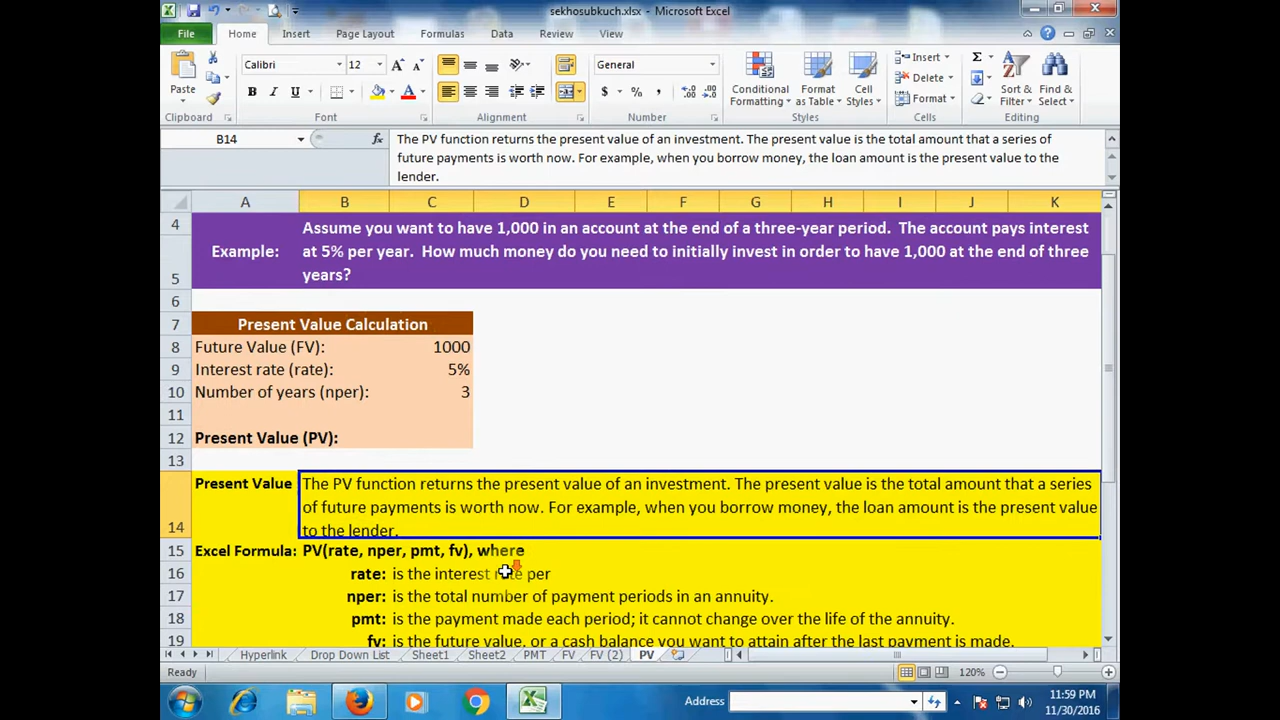 sekhosubkuch.xlsx - Microsoft Excel
File Home Insert Page Layout Formulas Data Review View
Calibri 12 General Insert Σ
Paste Delete
B I U $ % , Conditional Formatting Format as Table Cell Styles Format Sort & Filter Find & Select
Clipboard Font Alignment Number Styles Cells Editing
B14 fx The PV function returns the present value of an investment. The present value is the total amount that a series of
future payments is worth now. For example, when you borrow money, the loan amount is the present value to the
lender.
A B C D E F G H I J K
4 Assume you want to have 1,000 in an account at the end of a three-year period. The account pays interest
Example: at 5% per year. How much money do you need to initially invest in order to have 1,000 at the end of three
5 years?
6
7 Present Value Calculation
8 Future Value (FV): 1000
9 Interest rate (rate): 5%
10 Number of years (nper): 3
11
12 Present Value (PV):
13
Present Value The PV function returns the present value of an investment. The present value is the total amount that a series
of future payments is worth now. For example, when you borrow money, the loan amount is the present value
14 to the lender.
15 Excel Formula: PV(rate, nper, pmt, fv), where
16 rate: is the interest rate per
17 nper: is the total number of payment periods in an annuity.
18 pmt: is the payment made each period; it cannot change over the life of the annuity.
19 fv: is the future value, or a cash balance you want to attain after the last payment is made.
Hyperlink Drop Down List Sheet1 Sheet2 PMT FV FV (2) PV
Ready 120%
Address 11:59 PM
11/30/2016